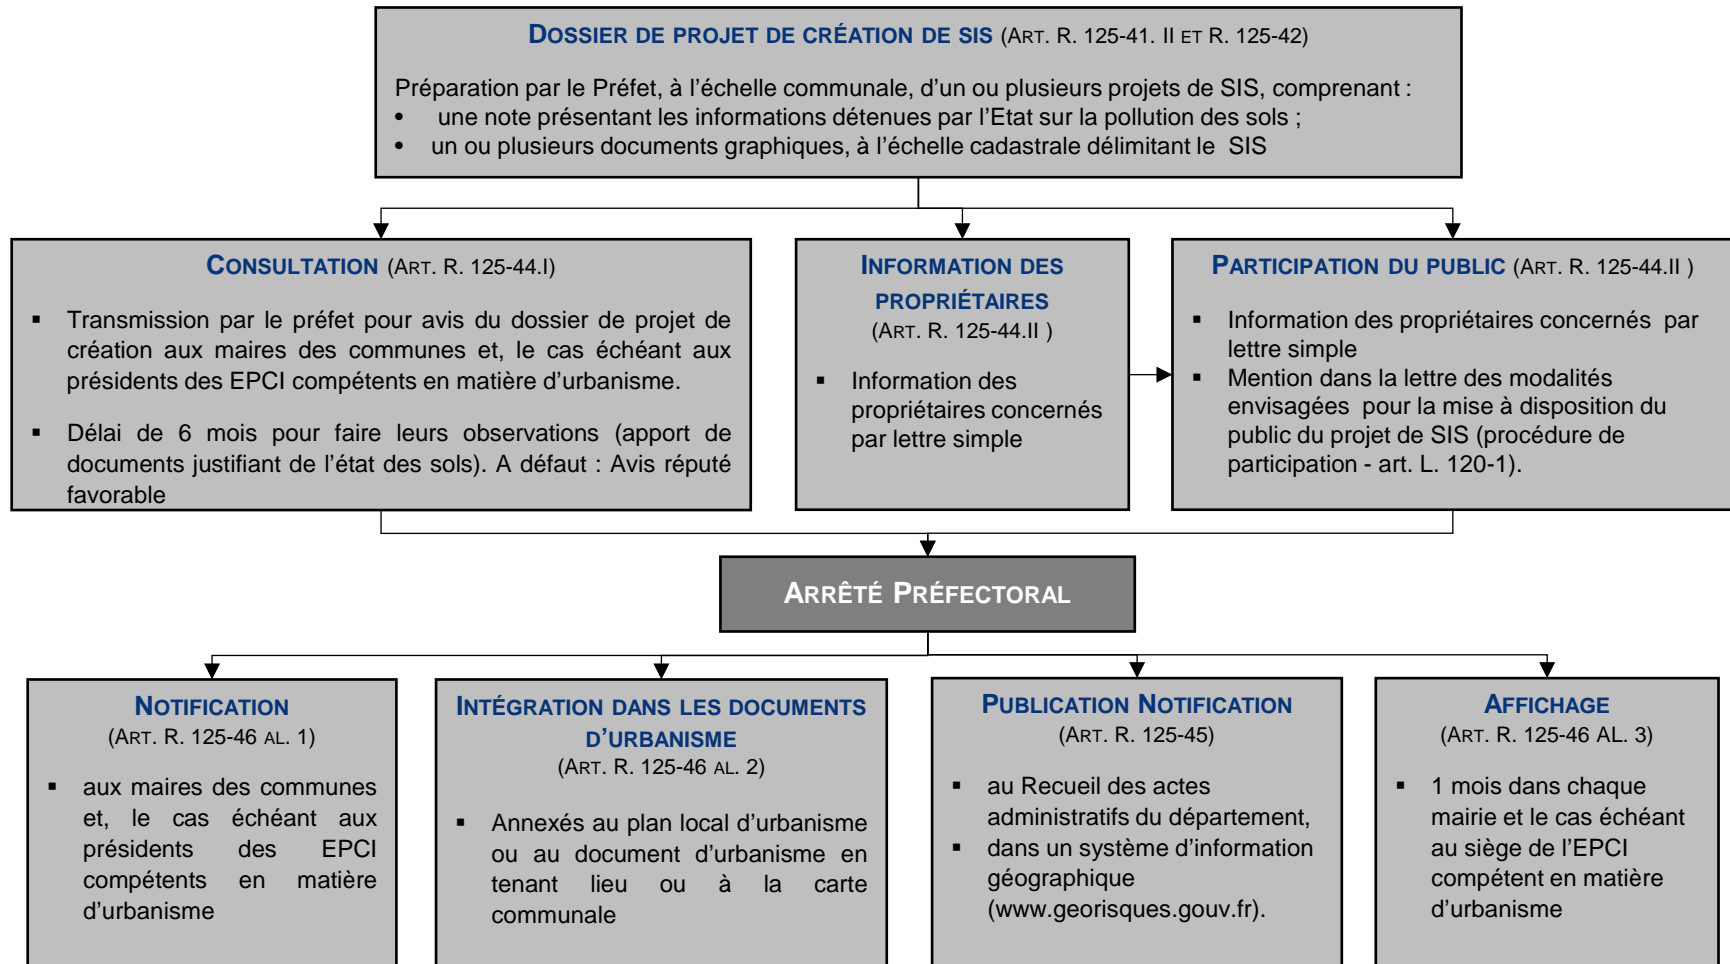 DOSSIER DE PROJET DE CRÉATION DE SIS (ART. R. 125-41. II ET R. 125-42)
Préparation par le Préfet, à l’échelle communale, d’un ou plusieurs projets de SIS, comprenant :
• une note présentant les informations détenues par l’Etat sur la pollution des sols ;
• un ou plusieurs documents graphiques, à l’échelle cadastrale délimitant le SIS
CONSULTATION (ART. R. 125-44.I)
▪ Transmission par le préfet pour avis du dossier de projet de
création aux maires des communes et, le cas échéant aux
présidents des EPCI compétents en matière d’urbanisme.
▪ Délai de 6 mois pour faire leurs observations (apport de
documents justifiant de l’état des sols). A défaut : Avis réputé
favorable
INFORMATION DES
PROPRIÉTAIRES
(ART. R. 125-44.II )
▪ Information des
propriétaires concernés
par lettre simple
PARTICIPATION DU PUBLIC (ART. R. 125-44.II )
▪ Information des propriétaires concernés par
lettre simple
▪ Mention dans la lettre des modalités
envisagées pour la mise à disposition du
public du projet de SIS (procédure de
participation - art. L. 120-1).
ARRÊTÉ PRÉFECTORAL
NOTIFICATION
(ART. R. 125-46 AL. 1)
▪ aux maires des communes
et, le cas échéant aux
présidents des EPCI
compétents en matière
d’urbanisme
INTÉGRATION DANS LES DOCUMENTS
D’URBANISME
(ART. R. 125-46 AL. 2)
▪ Annexés au plan local d’urbanisme
ou au document d’urbanisme en
tenant lieu ou à la carte
communale
PUBLICATION NOTIFICATION
(ART. R. 125-45)
▪ au Recueil des actes
administratifs du département,
▪ dans un système d’information
géographique
(www.georisques.gouv.fr).
AFFICHAGE
(ART. R. 125-46 AL. 3)
▪ 1 mois dans chaque
mairie et le cas échéant
au siège de l’EPCI
compétent en matière
d’urbanisme